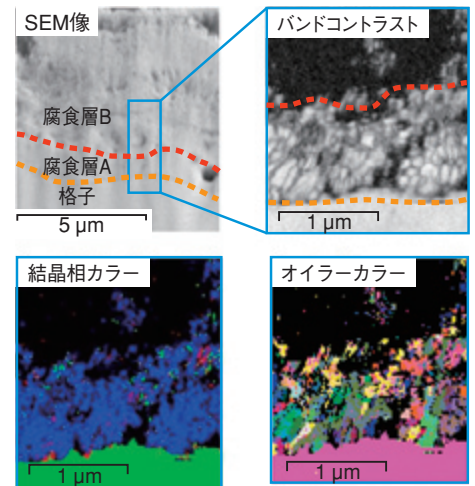 SEM像
バンドコントラスト
腐食層B
腐食層A
格子
5 μm
1 μm
結晶相カラー
オイラーカラー
1 μm
1 μm